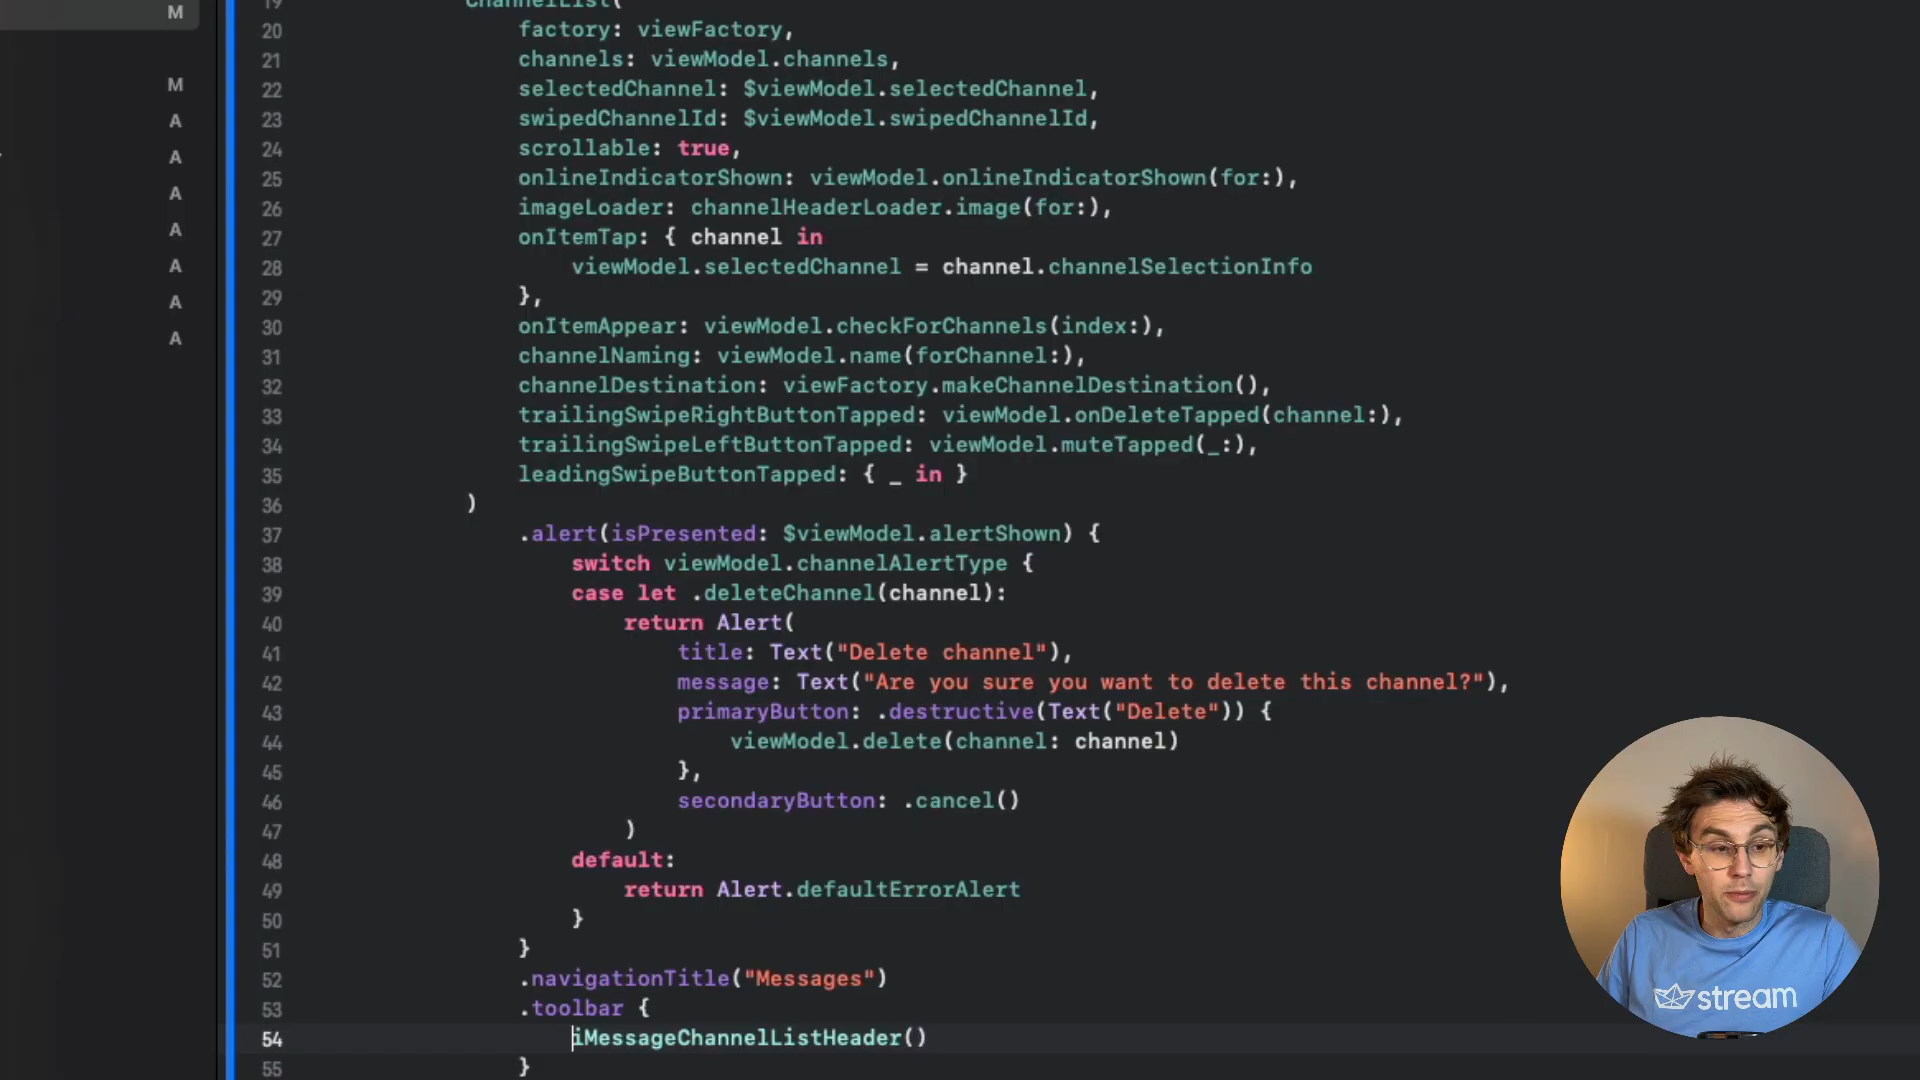 M
M
A
A
A
A
A
A
A
19 ChannelList(
20 factory: viewFactory,
21 channels: viewModel.channels,
22 selectedChannel: $viewModel.selectedChannel,
23 swipedChannelId: $viewModel.swipedChannelId,
24 scrollable: true,
25 onlineIndicatorShown: viewModel.onlineIndicatorShown(for:),
26 imageLoader: channelHeaderLoader.image(for:),
27 onItemTap: { channel in
28 viewModel.selectedChannel = channel.channelSelectionInfo
29 },
30 onItemAppear: viewModel.checkForChannels(index:),
31 channelNaming: viewModel.name(forChannel:),
32 channelDestination: viewFactory.makeChannelDestination(),
33 trailingSwipeRightButtonTapped: viewModel.onDeleteTapped(channel:),
34 trailingSwipeLeftButtonTapped: viewModel.muteTapped(_:),
35 leadingSwipeButtonTapped: { _ in }
36 )
37 .alert(isPresented: $viewModel.alertShown) {
38 switch viewModel.channelAlertType {
39 case let .deleteChannel(channel):
40 return Alert(
41 title: Text("Delete channel"),
42 message: Text("Are you sure you want to delete this channel?"),
43 primaryButton: .destructive(Text("Delete")) {
44 viewModel.delete(channel: channel)
45 },
46 secondaryButton: .cancel()
47 )
48 default:
49 return Alert.defaultErrorAlert
50 }
51 }
52 .navigationTitle("Messages")
53 .toolbar {
54 iMessageChannelListHeader()
55 }
stream